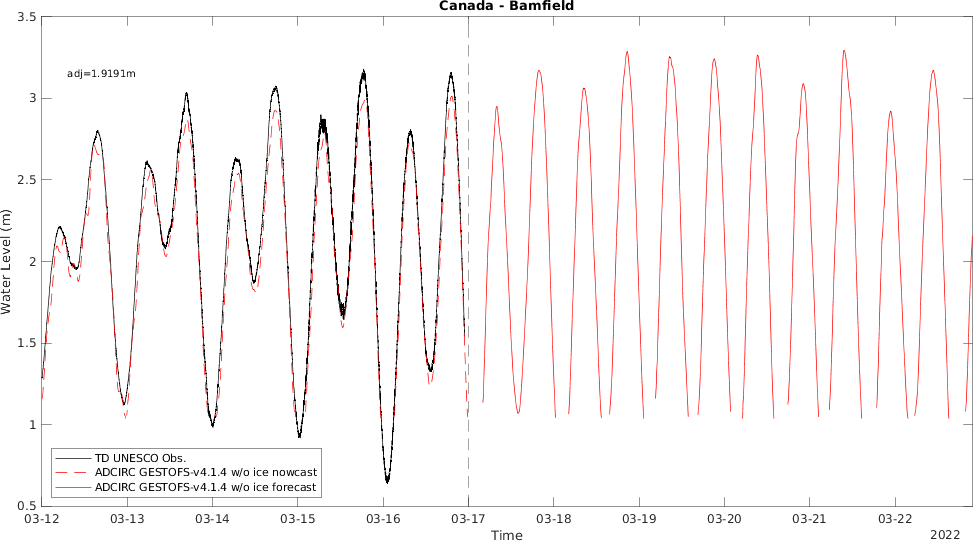 Canada - Bamfield
3.5
adj=1.9191m
3
2.5
Water Level (m)
2
1.5
1
TD UNESCO Obs.
ADCIRC GESTOFS-v4.1.4 w/o ice nowcast
ADCIRC GESTOFS-v4.1.4 w/o ice forecast
0.5
03-12 03-13 03-14 03-15 03-16 03-17 03-18 03-19 03-20 03-21 03-22
Time
2022